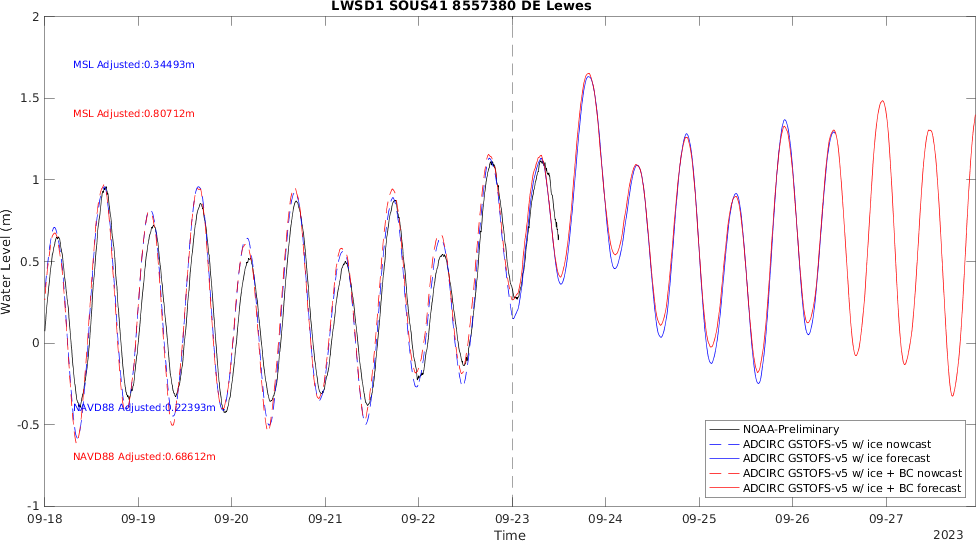 LWSD1 SOUS41 8557380 DE Lewes
2
1.5
1
0.5
0
-0.5
-1
Water Level (m)
MSL Adjusted:0.34493m
MSL Adjusted:0.80712m
NAVD88 Adjusted:0.22393m
NAVD88 Adjusted:0.68612m
NOAA-Preliminary
ADCIRC GSTOFS-v5 w/ ice nowcast
ADCIRC GSTOFS-v5 w/ ice forecast
ADCIRC GSTOFS-v5 w/ ice + BC nowcast
ADCIRC GSTOFS-v5 w/ ice + BC forecast
09-18 09-19 09-20 09-21 09-22 09-23 09-24 09-25 09-26 09-27
Time
2023